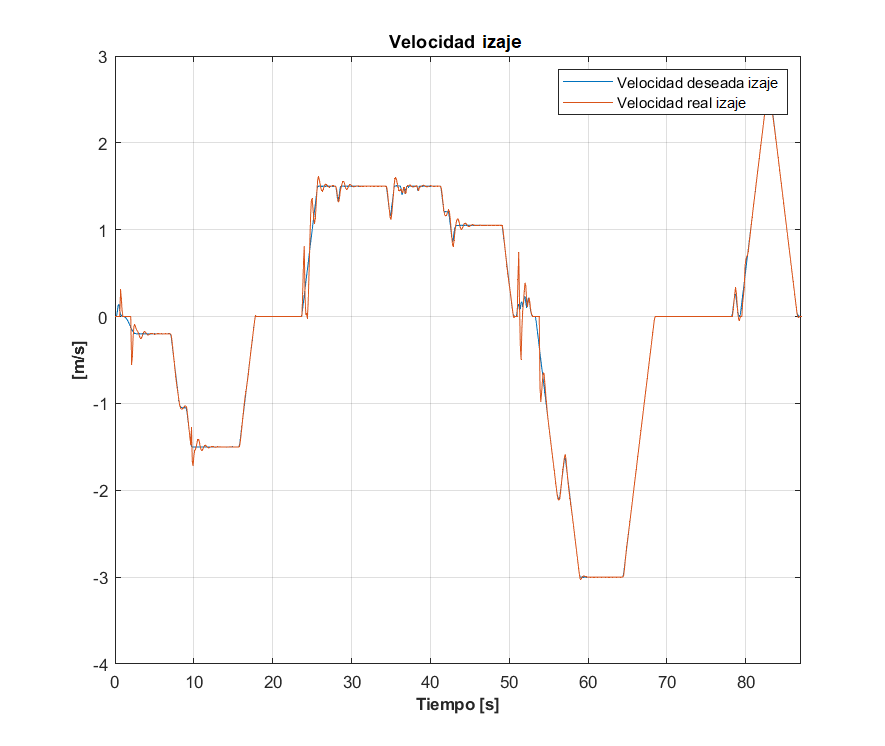 Velocidad izaje
Velocidad deseada izaje
Velocidad real izaje
3
2
1
0
-1
-2
-3
-4
[m/s]
0 10 20 30 40 50 60 70 80
Tiempo [s]